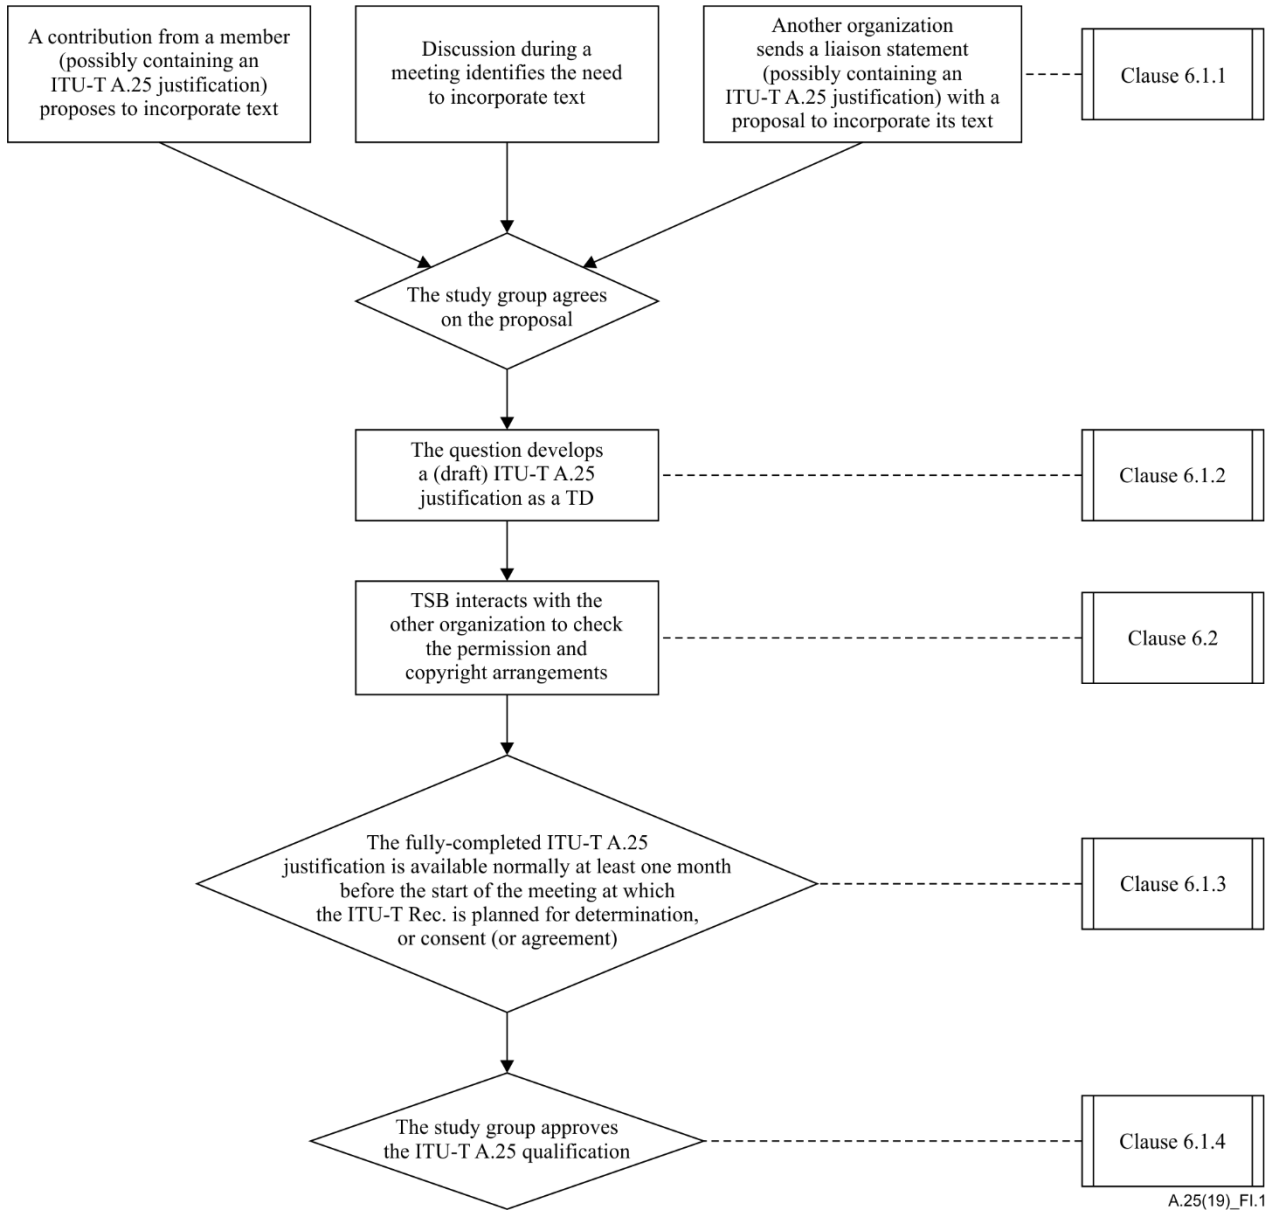 A contribution from a member
(possibly containing an
ITU-T A.25 justification)
proposes to incorporate text
Discussion during a
meeting identifies the need
to incorporate text
Another organization
sends a liaison statement
(possibly containing an
ITU-T A.25 justification) with a
proposal to incorporate its text
Clause 6.1.1
The study group agrees
on the proposal
The question develops
a (draft) ITU-T A.25
justification as a TD
Clause 6.1.2
TSB interacts with the
other organization to check
the permission and
copyright arrangements
Clause 6.2
The fully-completed ITU-T A.25
justification is available normally at least one month
before the start of the meeting at which
the ITU-T Rec. is planned for determination,
or consent (or agreement)
Clause 6.1.3
The study group approves
the ITU-T A.25 qualification
Clause 6.1.4
A.25(19)_FI.1